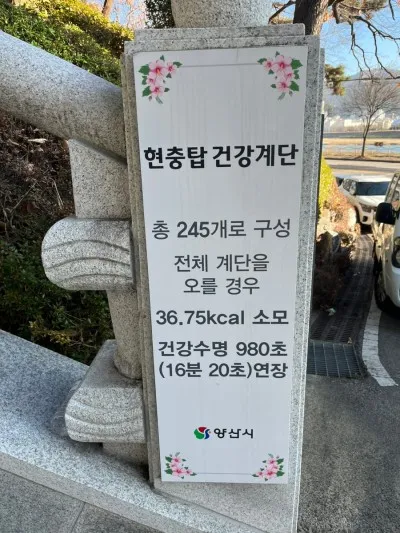 현충탑 건강계단
총 245개로 구성
전체 계단을
오를 경우
36.75kcal 소모
건강수명 980초
(16분 20초)연장
양산시